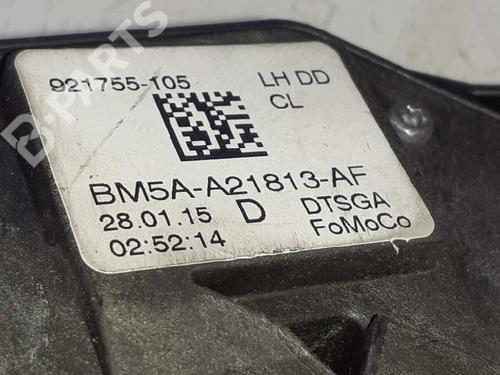 B-PARTS
921755-105 LH DD
CL
BM5A-A21813-AF
28.01.15 D DTSGA
02:52:14 FoMoCo